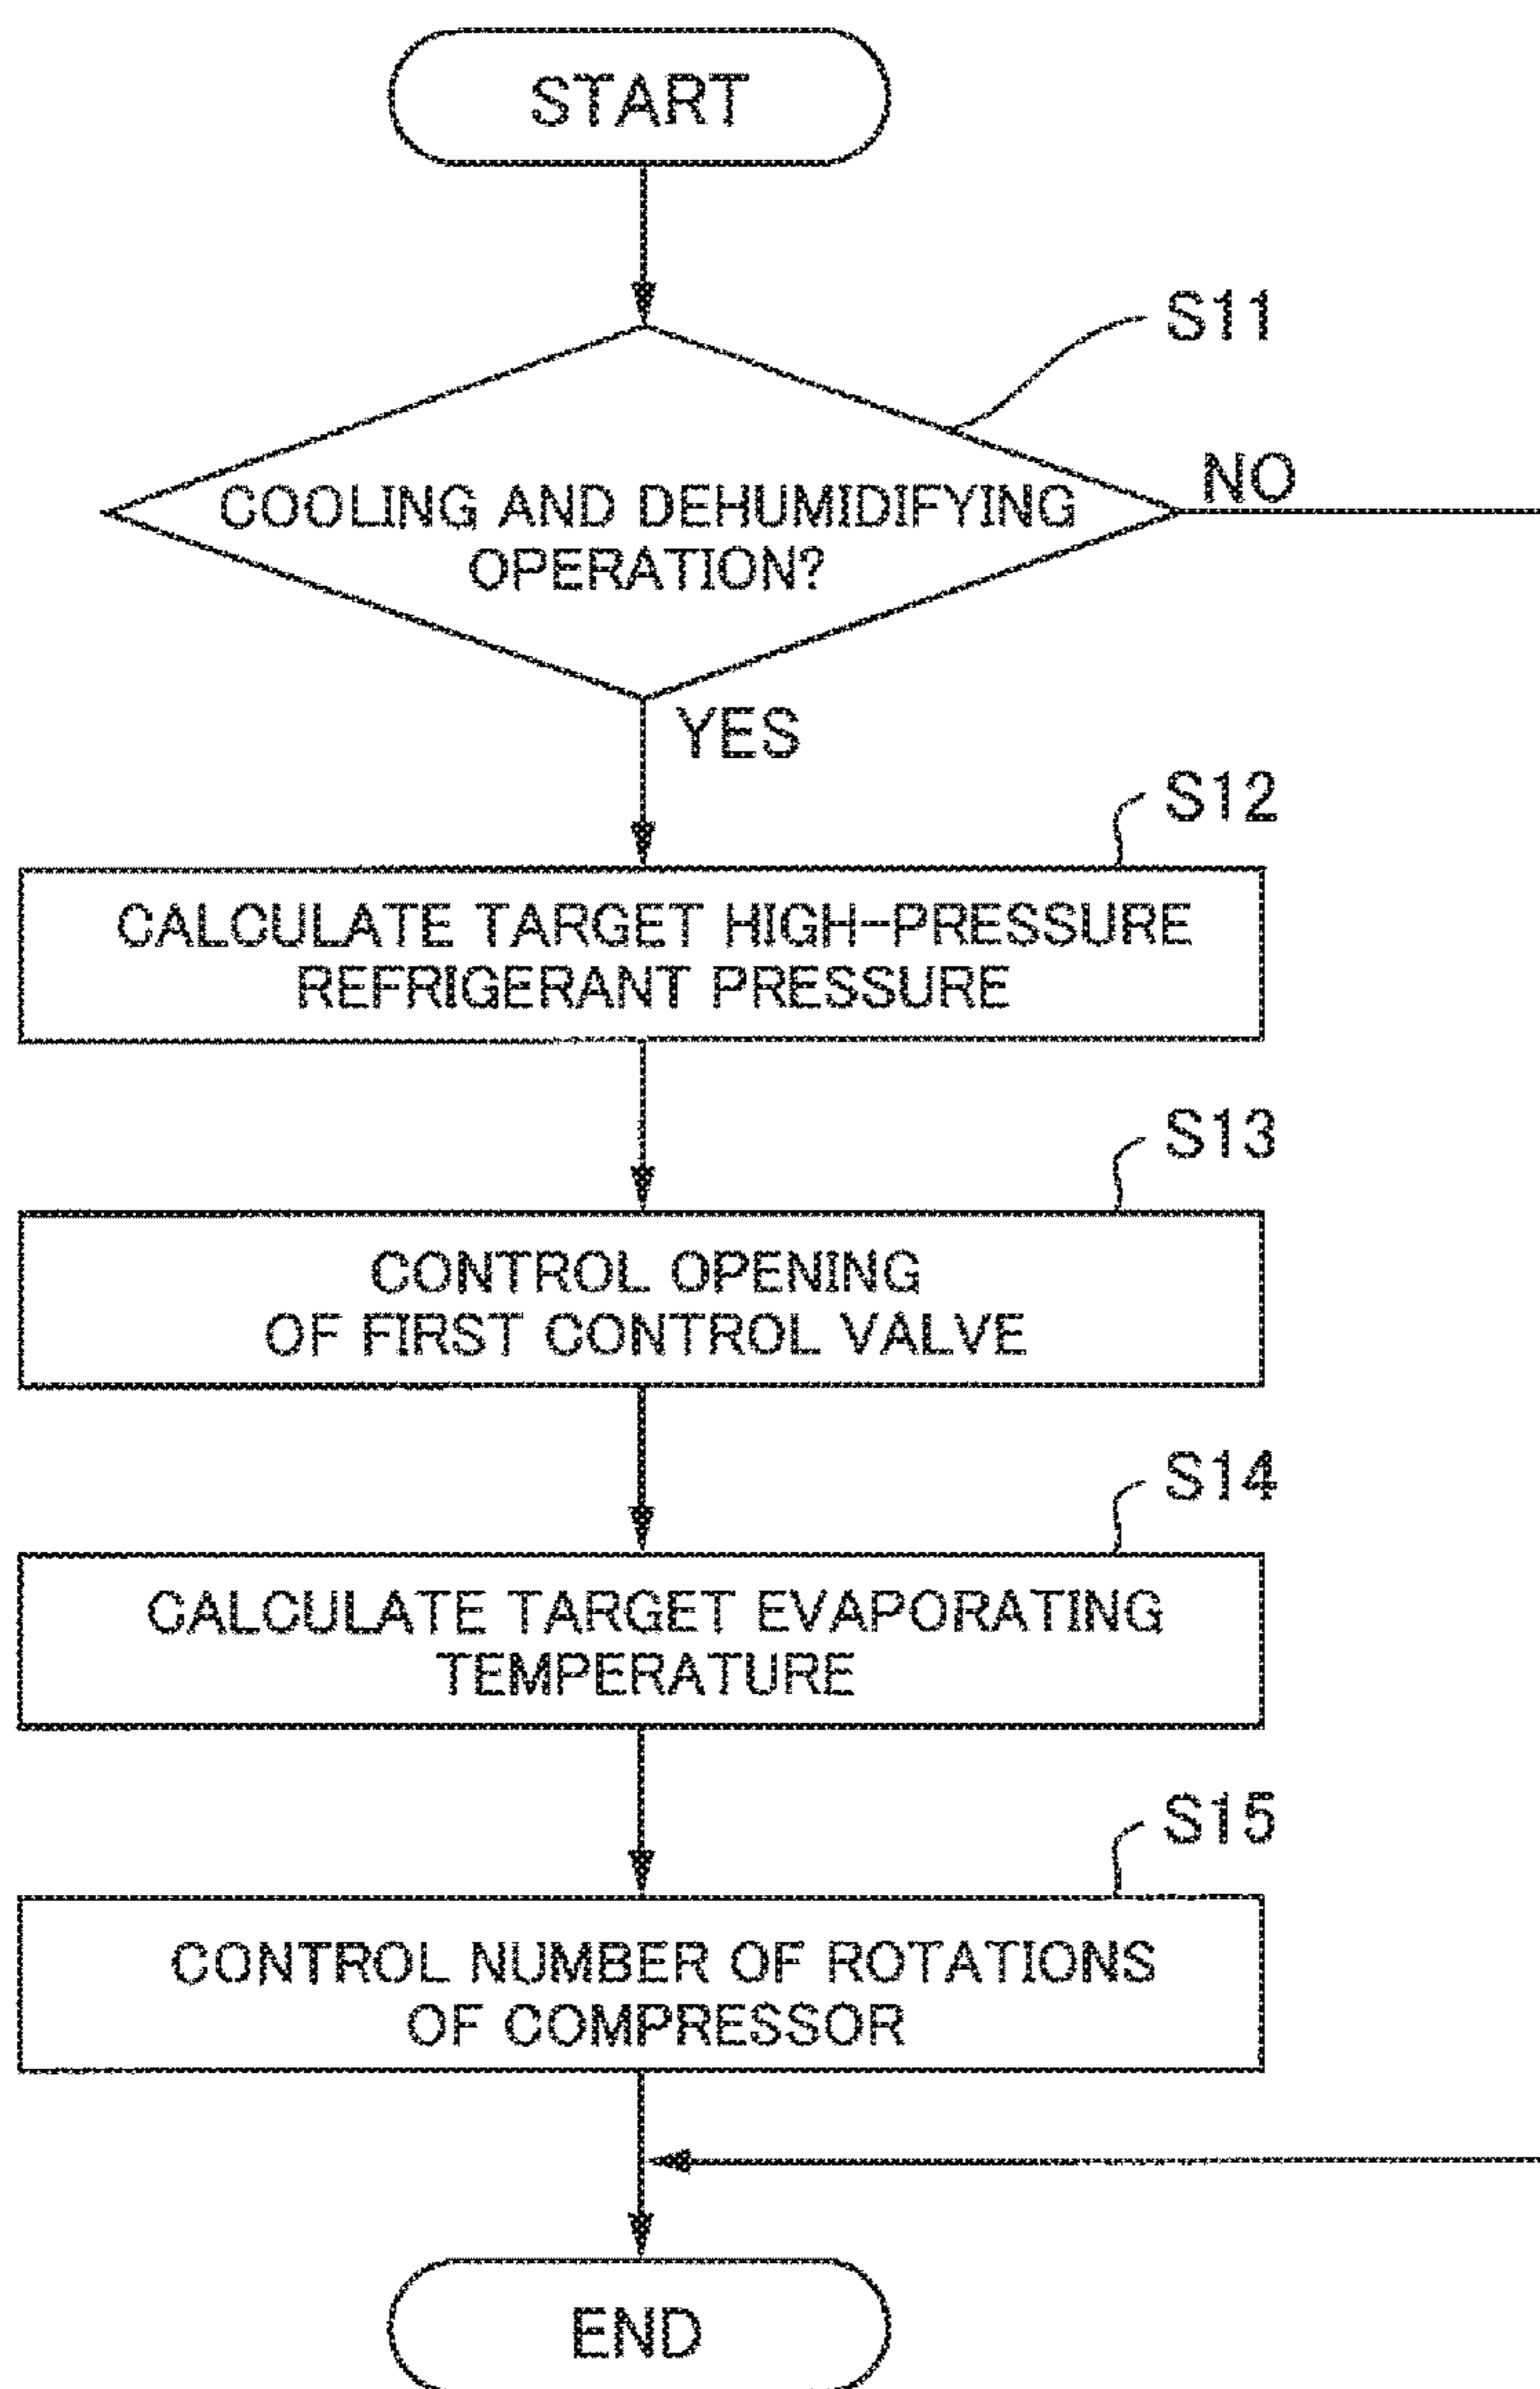 START
S11
COOLING AND DEHUMIDIFYING
OPERATION?
NO
YES
S12
CALCULATE TARGET HIGH-PRESSURE
REFRIGERANT PRESSURE
S13
CONTROL OPENING
OF FIRST CONTROL VALVE
S14
CALCULATE TARGET EVAPORATING
TEMPERATURE
S15
CONTROL NUMBER OF ROTATIONS
OF COMPRESSOR
END